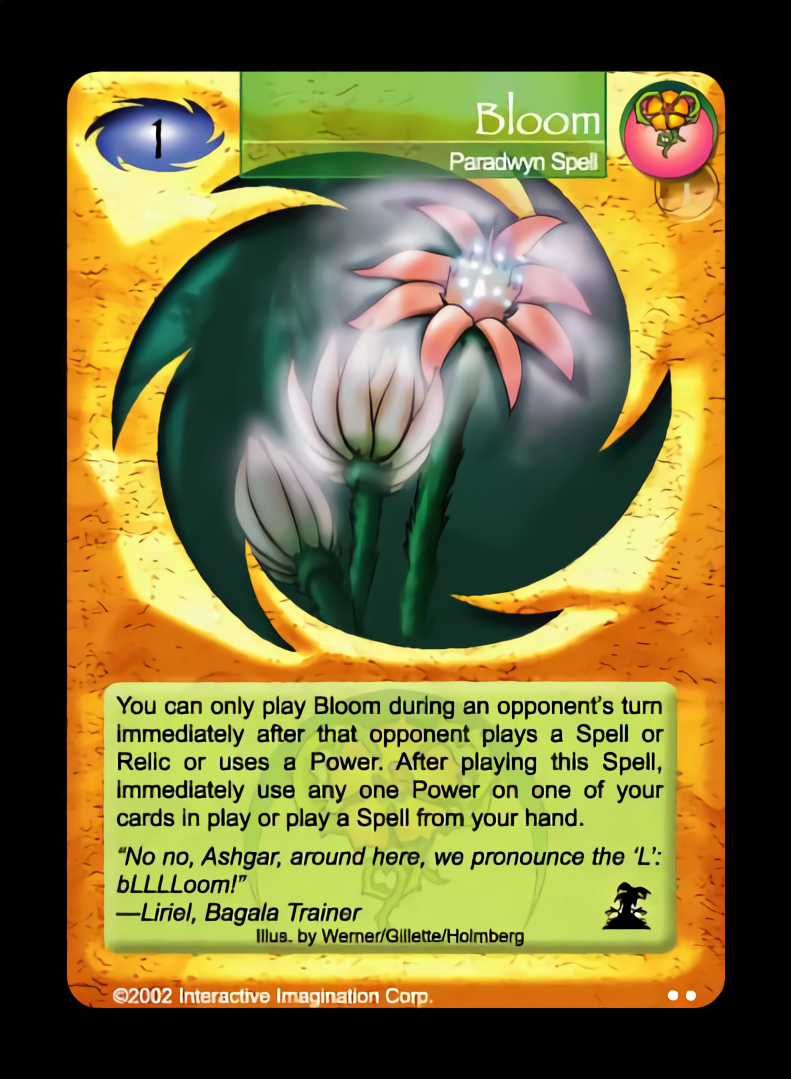 1
Bloom
Paradwyn Spell
You can only play Bloom during an opponent's turn
immediately after that opponent plays a Spell or
Relic or uses a Power. After playing this Spell,
immediately use any one Power on one of your
cards in play or play a Spell from your hand.
“No no, Ashgar, around here, we pronounce the ‘L’:
bLLLLoom!”
—Liriel, Bagala Trainer
Illus. by Werner/Gillette/Holmberg
©2002 Interactive Imagination Corp.